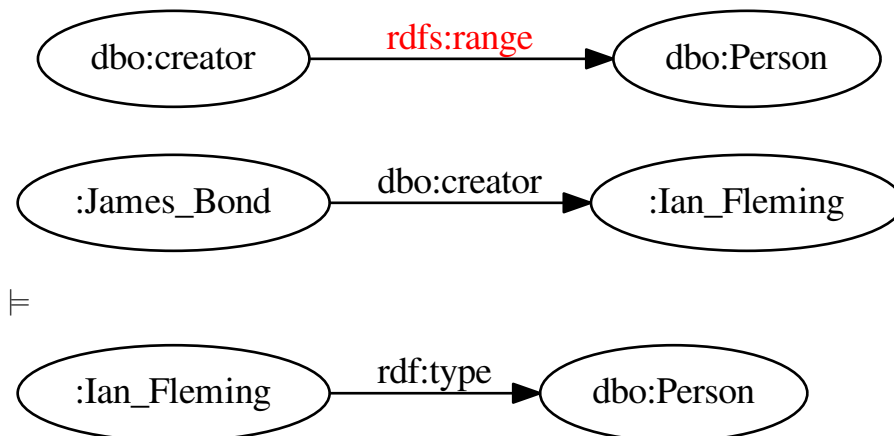 dbo:creator rdfs:range dbo:Person
:James_Bond dbo:creator :Ian_Fleming
⊨
:Ian_Fleming rdf:type dbo:Person